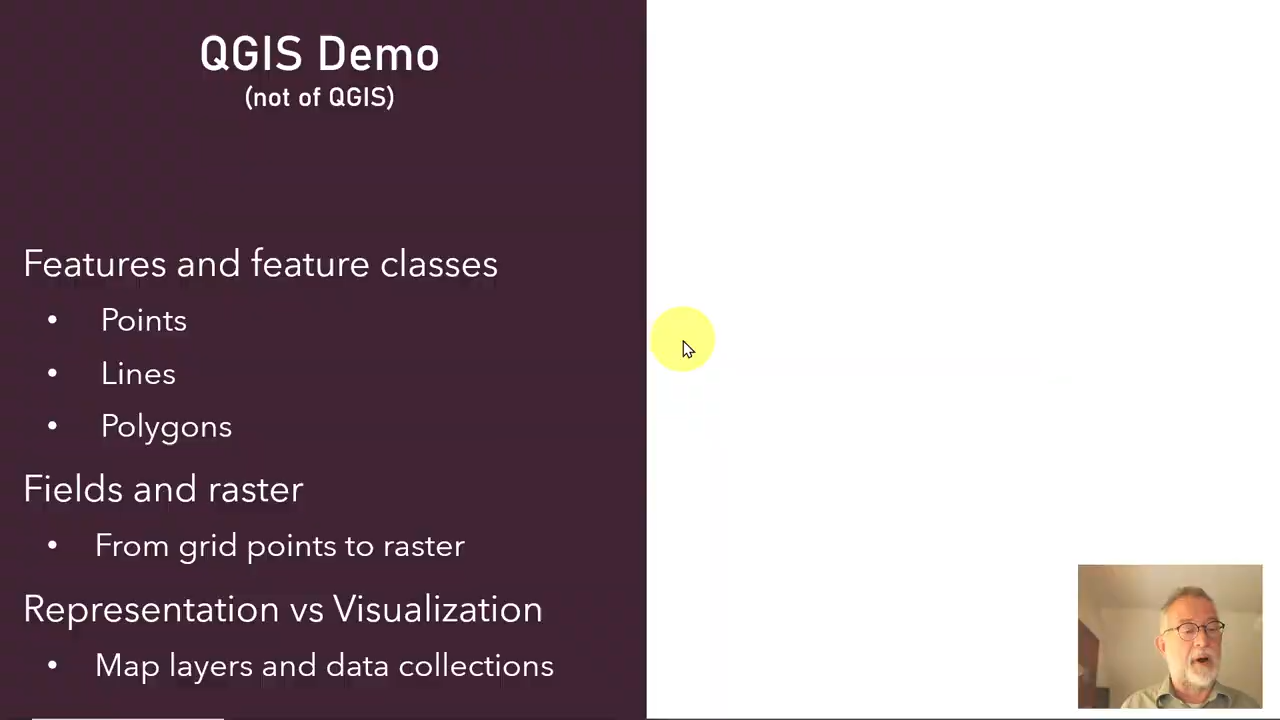 QGIS Demo
(not of QGIS)
Features and feature classes
• Points
• Lines
• Polygons
Fields and raster
• From grid points to raster
Representation vs Visualization
• Map layers and data collections